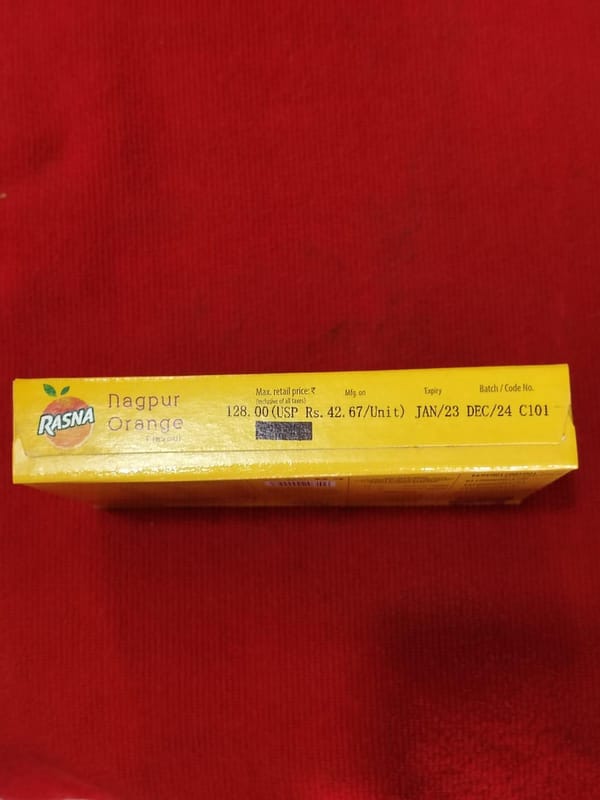 RASNA
Nagpur
Orange
Max. retail price: ₹
(Inclusive of all taxes)
Mfg. on
Expiry
Batch / Code No.
128.00(USP Rs.42.67/Unit) JAN/23 DEC/24 C101